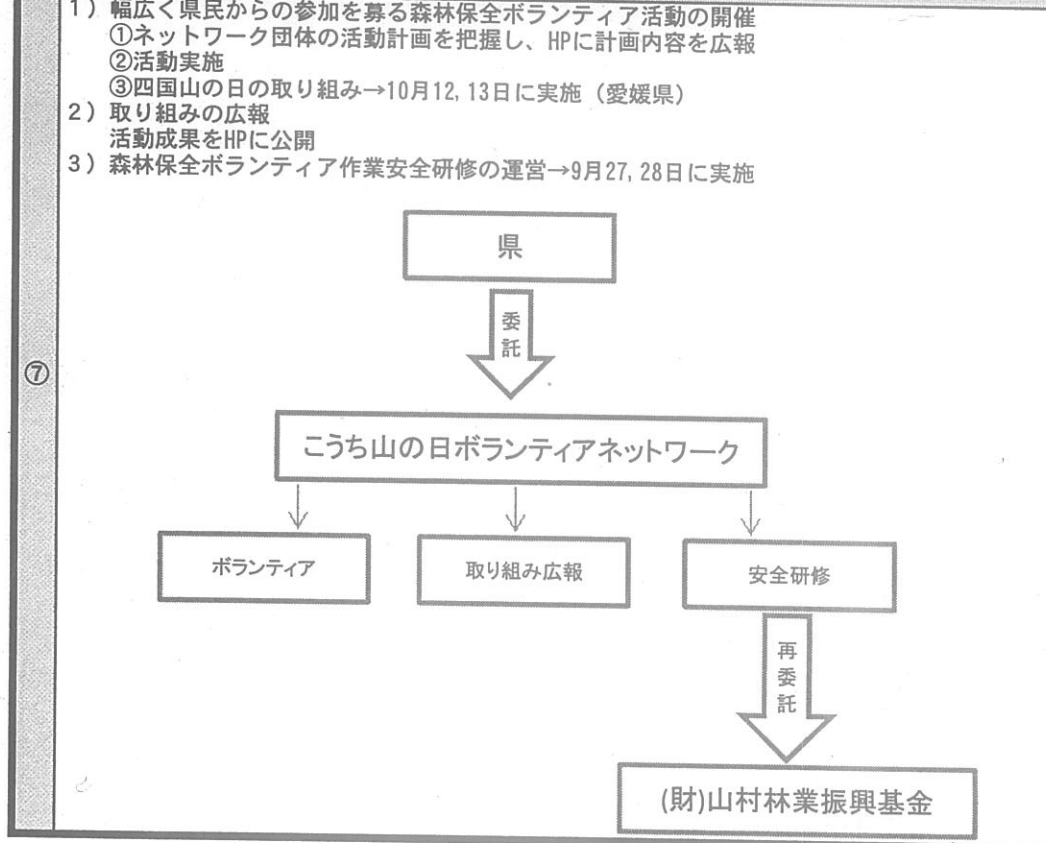 1）幅広く県民からの参加を募る森林保全ボランティア活動の開催
①ネットワーク団体の活動計画を把握し、HPに計画内容を広報
②活動実施
③四国山の日の取り組み→10月12,13日に実施（愛媛県）
2）取り組みの広報
活動成果をHPに公開
3）森林保全ボランティア作業安全研修の運営→9月27,28日に実施
県
委託
⑦
こうち山の日ボランティアネットワーク
ボランティア
取り組み広報
安全研修
再委託
(財)山村林業振興基金